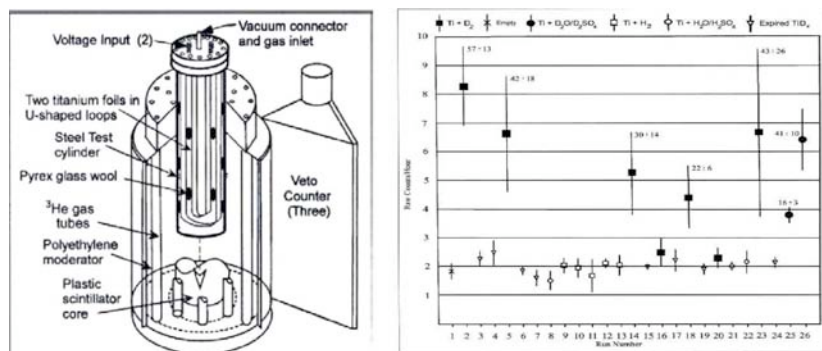 Vacuum connector
and gas inlet
Voltage Input (2)
Two titanium foils in
U-shaped loops
Steel Test
cylinder
Pyrex glass wool
³He gas
tubes
Polyethylene
moderator
Plastic
scintillator
core
Veto
Counter
(Three)
Ti + D₂
Empty
Ti + D₂O/D₂SO₄
Ti + H₂
Ti + H₂O/H₂SO₄
Expired TiD₄
Raw Counts/Hour
10
9
8
7
6
5
4
3
2
1
57 ± 13
42 ± 18
30 ± 14
22 ± 6
43 ± 26
41 ± 10
16 ± 3
1 2 3 4 5 6 7 8 9 10 11 12 13 14 15 16 17 18 19 20 21 22 23 24 25 26
Run Number